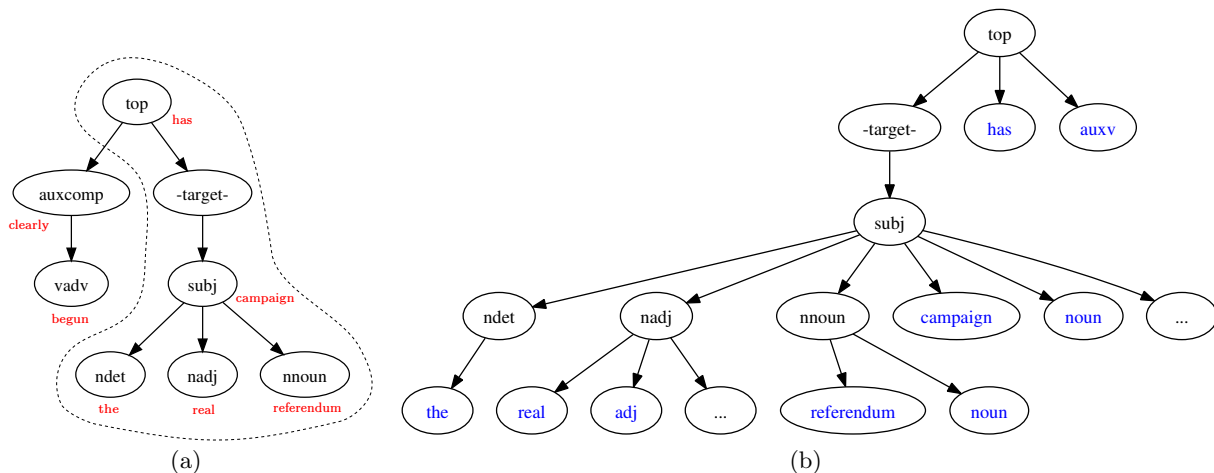 top
has
auxcomp
-target-
clearly
vadv
subj
begun
campaign
ndet
nadj
nnoun
the
real
referendum
(a)
top
-target-
has
auxv
subj
ndet
nadj
nnoun
campaign
noun
...
the
real
adj
...
referendum
noun
(b)